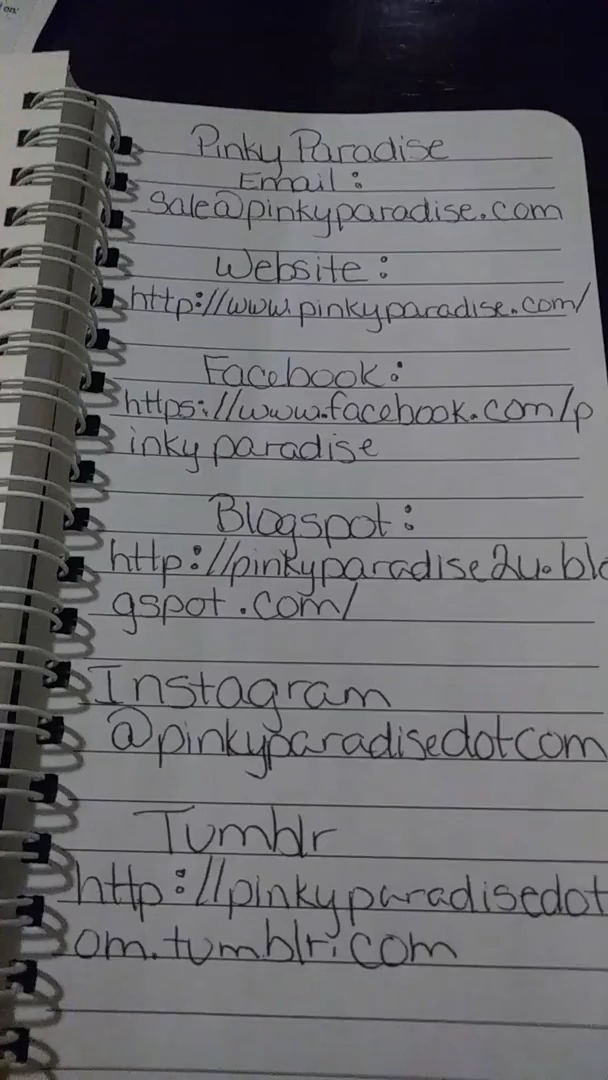 Pinky Paradise
Email:
Sale@pinkyparadise.com
Website:
http://www.pinkyparadise.com/
Facebook:
https://www.facebook.com/p
inkyparadise
Blogspot:
http://pinkyparadise2u.blo
gspot.com/
Instagram
@pinkyparadisedotcom
Tumblr
http://pinkyparadisedot
om.tumblr.com